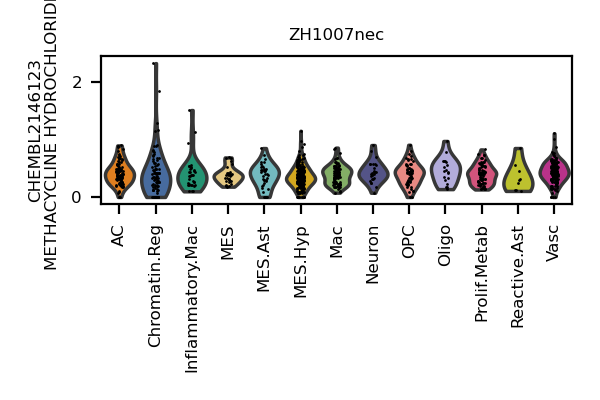 ZH1007nec
CHEMBL2146123
METHACYCLINE HYDROCHLORID
2
0
AC
Chromatin.Reg
Inflammatory.Mac
MES
MES.Ast
MES.Hyp
Mac
Neuron
OPC
Oligo
Prolif.Metab
Reactive.Ast
Vasc